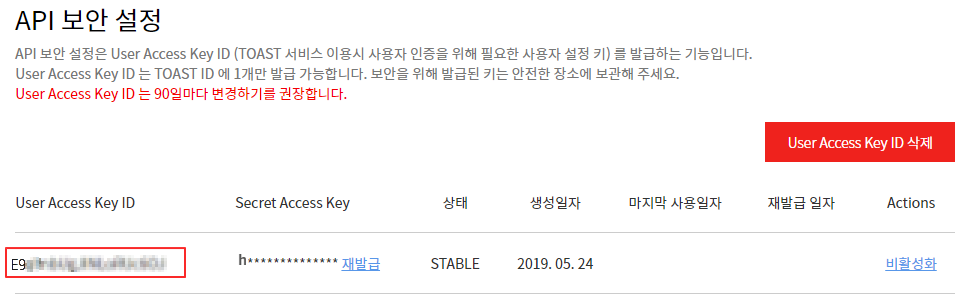 API 보안 설정
API 보안 설정은 User Access Key ID (TOAST 서비스 이용시 사용자 인증을 위해 필요한 사용자 설정 키) 를 발급하는 기능입니다.
User Access Key ID 는 TOAST ID 에 1개만 발급 가능합니다. 보안을 위해 발급된 키는 안전한 장소에 보관해 주세요.
User Access Key ID 는 90일마다 변경하기를 권장합니다.
User Access Key ID 삭제
User Access Key ID Secret Access Key 상태 생성일자 마지막 사용일자 재발급 일자 Actions
h************** 재발급 STABLE 2019. 05. 24 비활성화